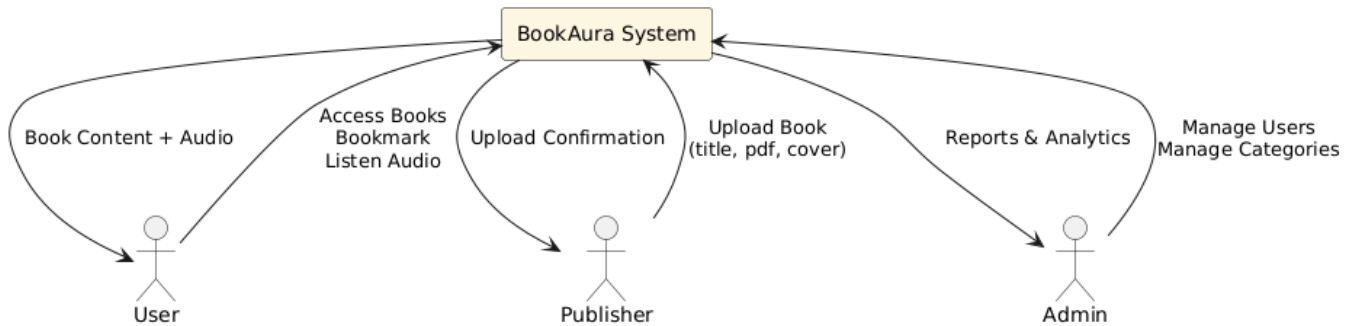 BookAura System
Book Content + Audio
Access Books
Bookmark
Listen Audio
Upload Confirmation
Upload Book
(title, pdf, cover)
Reports & Analytics
Manage Users
Manage Categories
User
Publisher
Admin